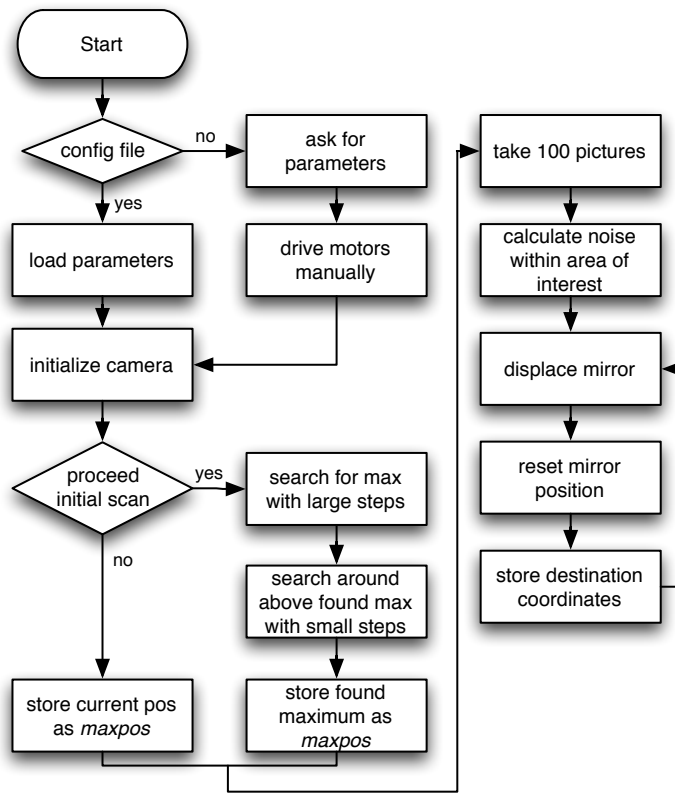 Start
config file
no
yes
ask for
parameters
load parameters
drive motors
manually
initialize camera
proceed
initial scan
yes
no
search for max
with large steps
search around
above found max
with small steps
store current pos
as maxpos
store found
maximum as
maxpos
take 100 pictures
calculate noise
within area of
interest
displace mirror
reset mirror
position
store destination
coordinates